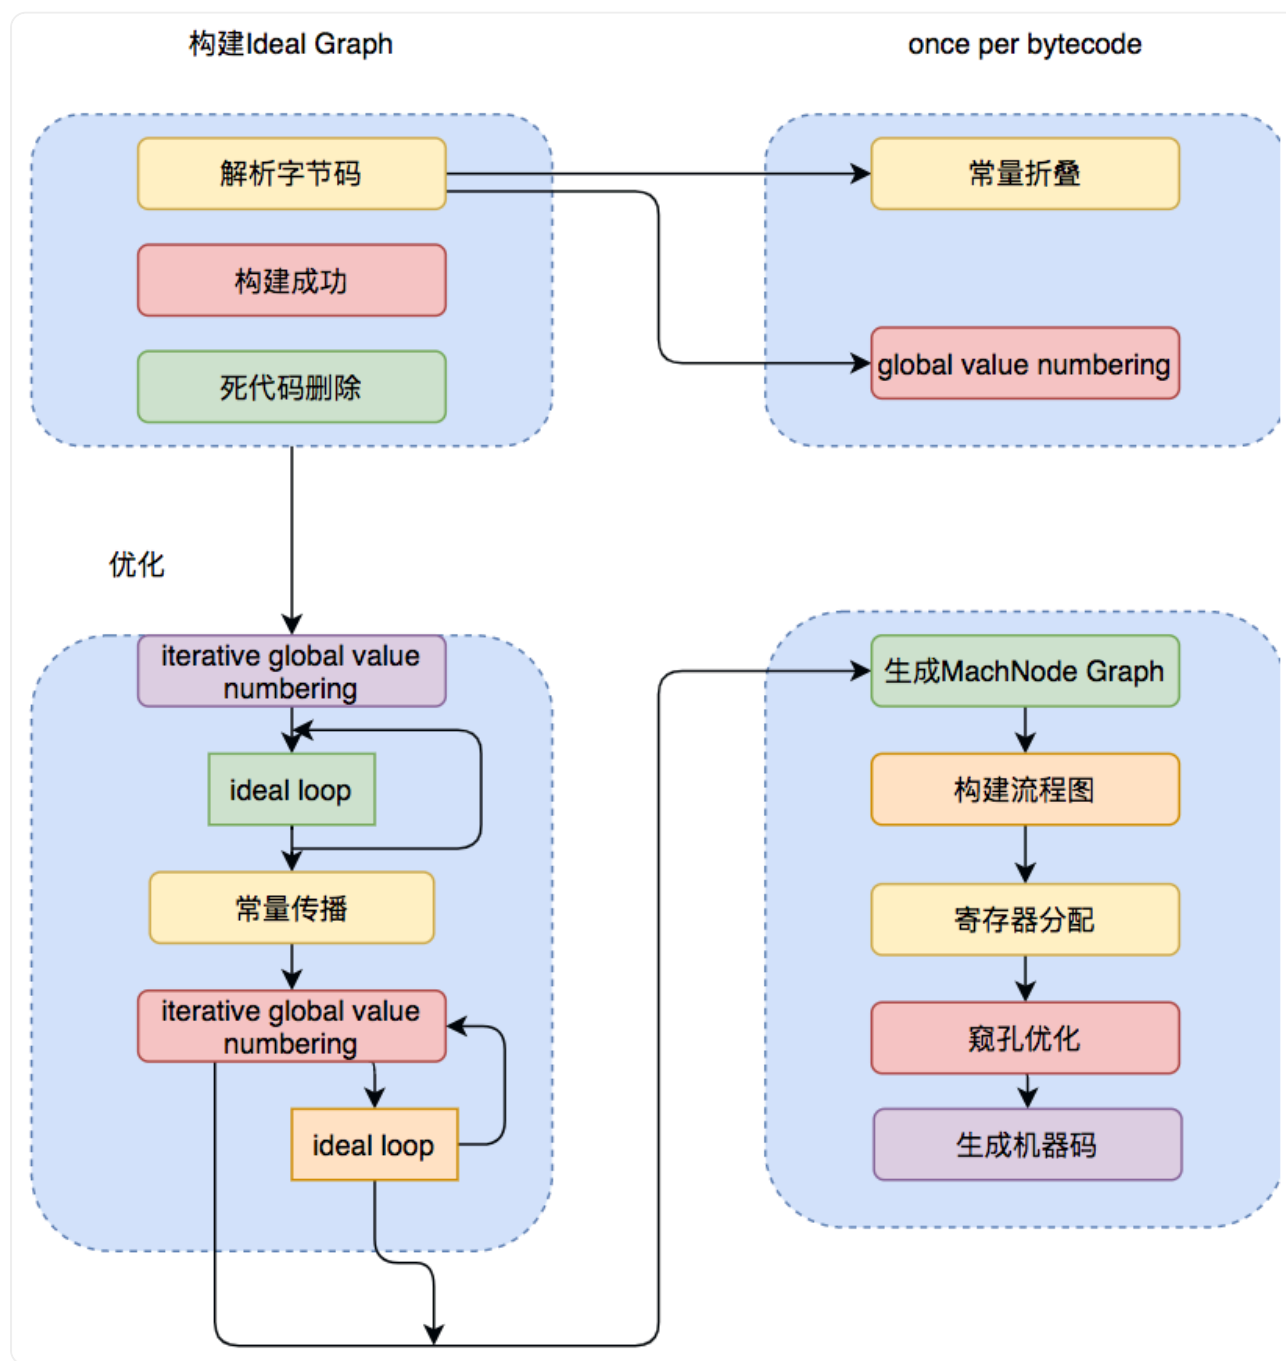 构建Ideal Graph
once per bytecode
解析字节码
常量折叠
构建成功
global value numbering
死代码删除
优化
iterative global value
numbering
ideal loop
常量传播
iterative global value
numbering
ideal loop
生成MachNode Graph
构建流程图
寄存器分配
窥孔优化
生成机器码